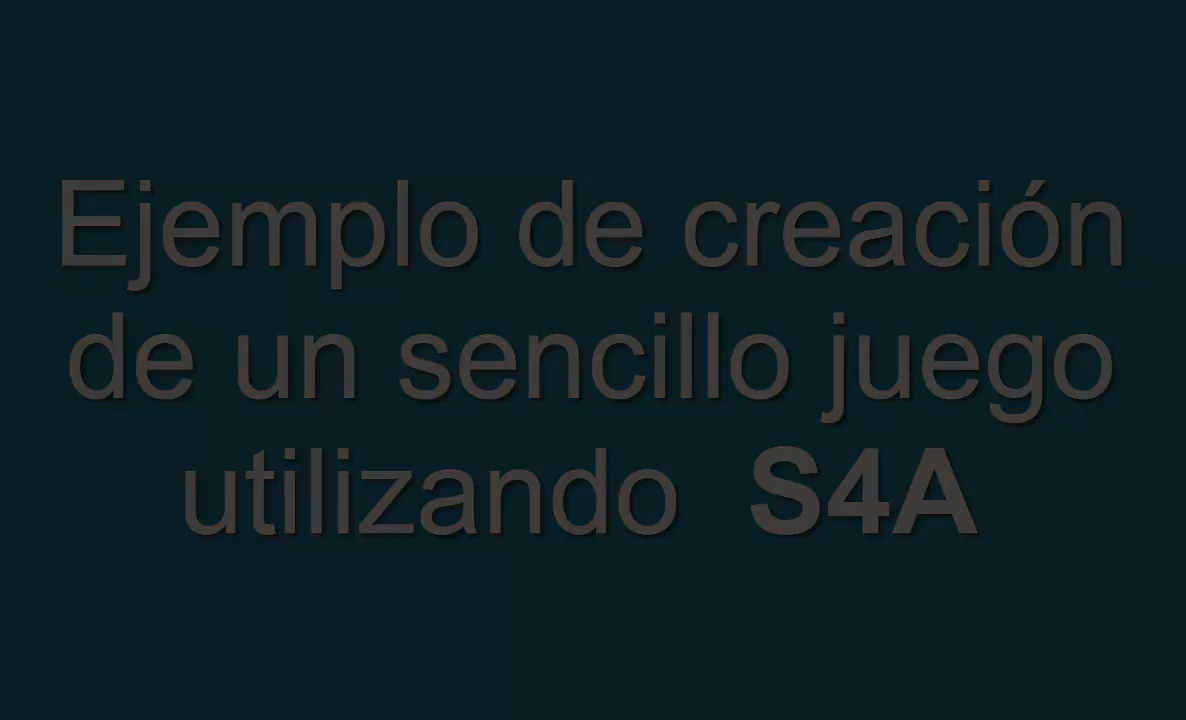 Ejemplo de creación
de un sencillo juego
utilizando S4A